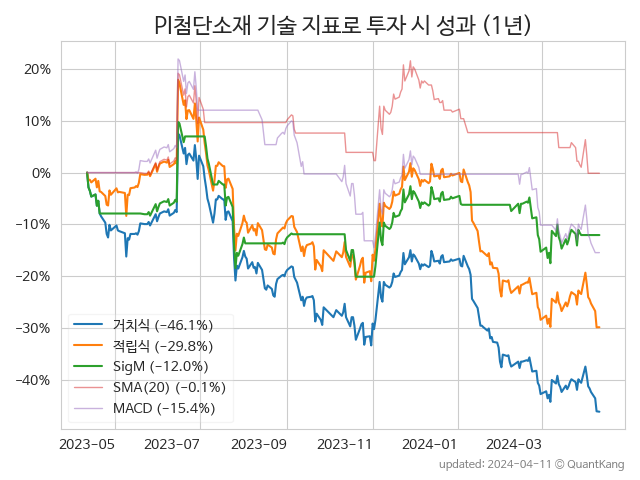 PI첨단소재 기술 지표로 투자 시 성과 (1년)
20%
10%
0%
−10%
−20%
−30%
−40%
거치식 (−46.1%)
적립식 (−29.8%)
SigM (−12.0%)
SMA(20) (−0.1%)
MACD (−15.4%)
2023-05 2023-07 2023-09 2023-11 2024-01 2024-03
updated: 2024-04-11 © QuantKang